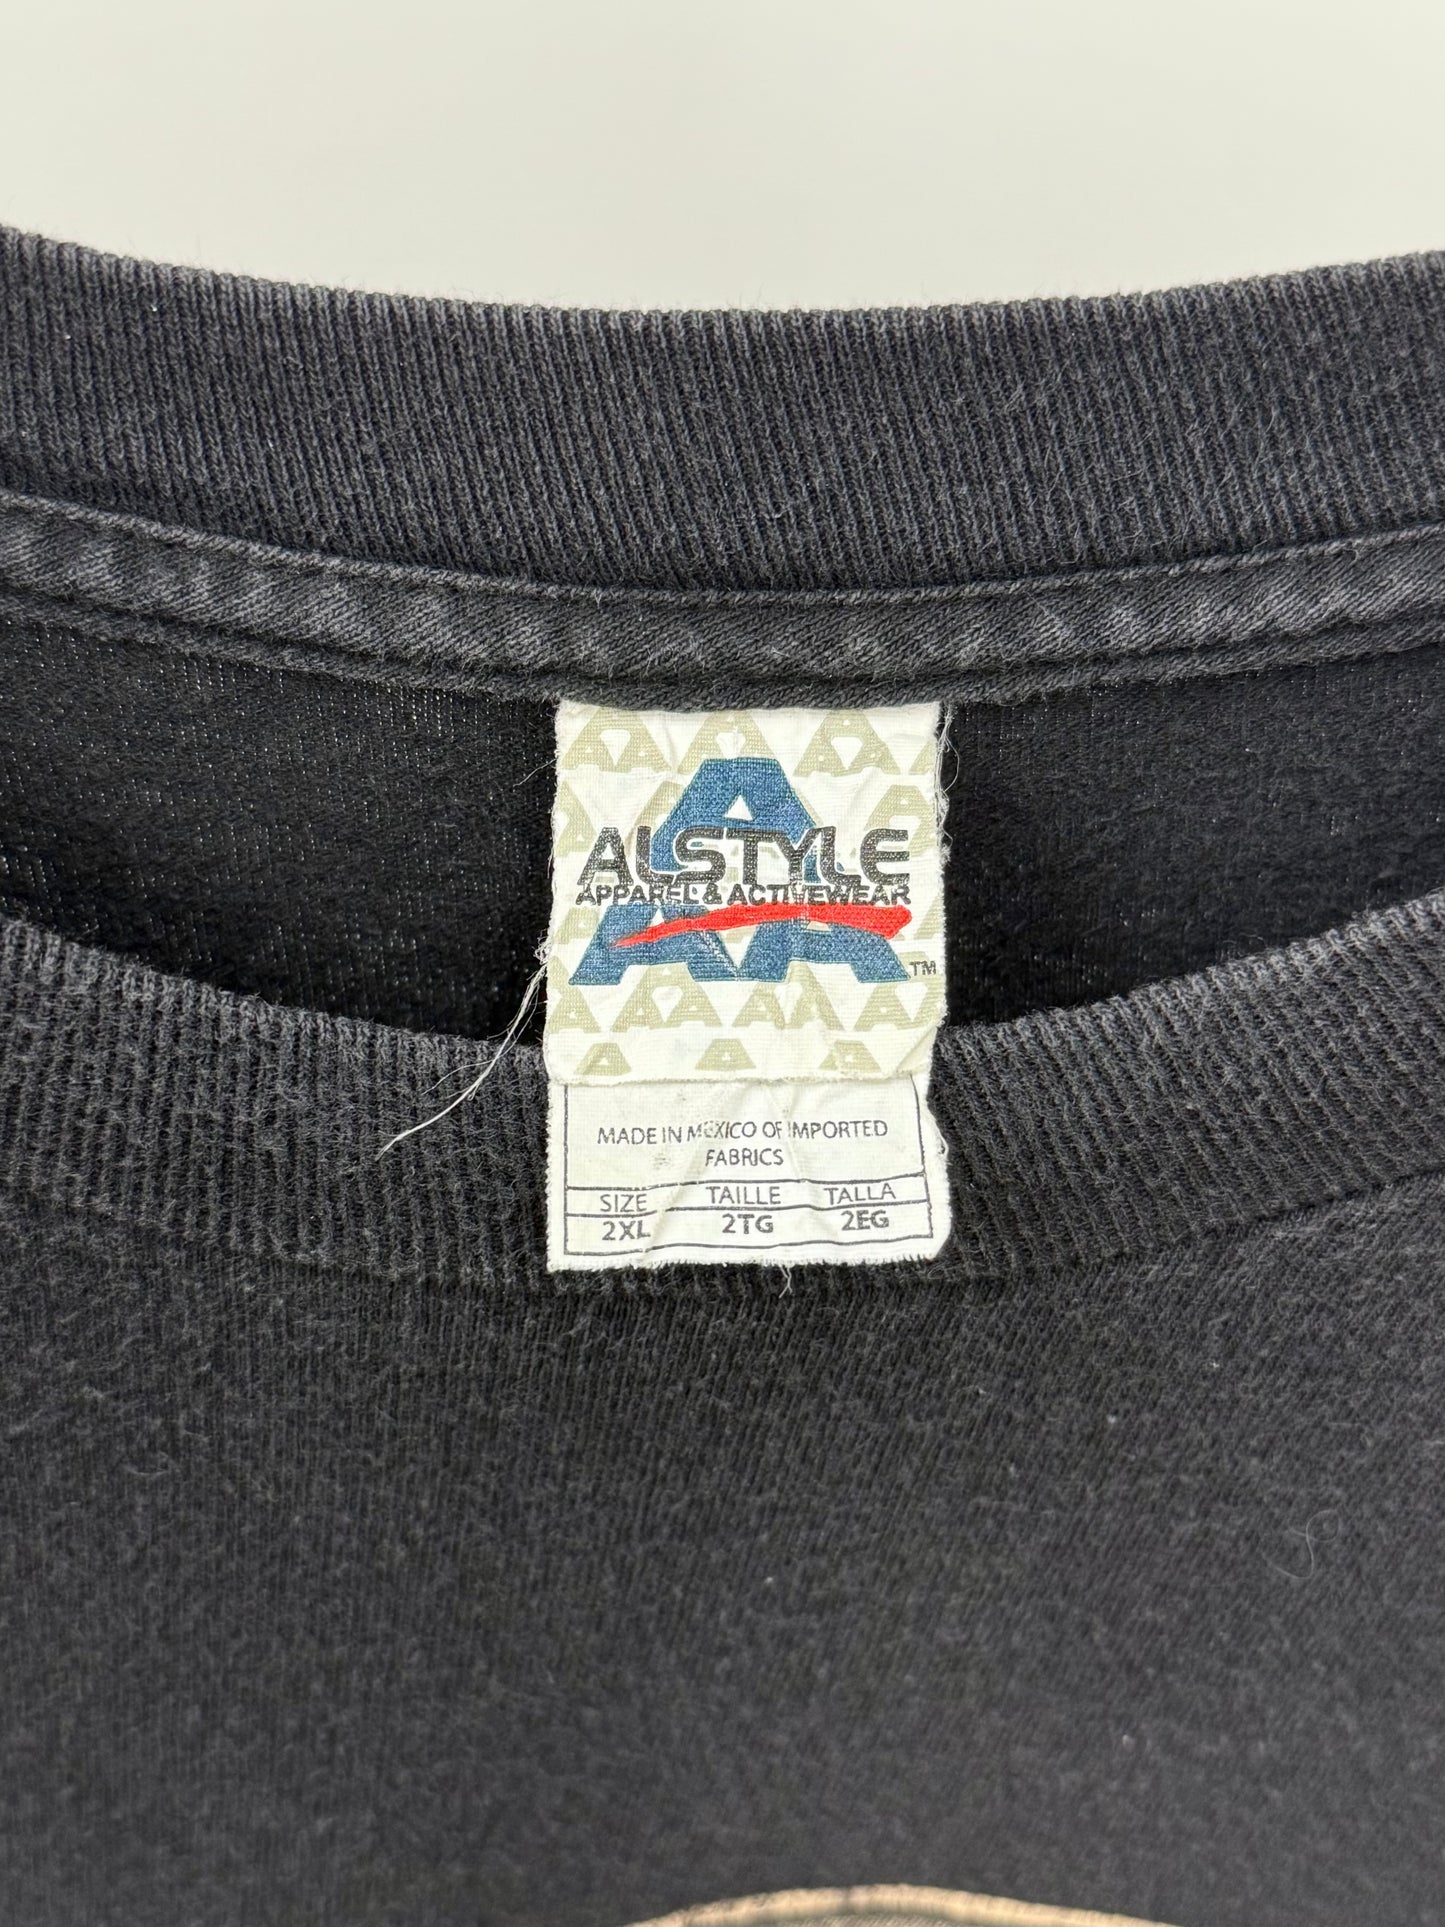 ALSTYLE
APPAREL & ACTIVEWEAR
TM
MADE IN MEXICO OF IMPORTED
FABRICS
SIZE TAILLE TALLA
2XL 2TG 2EG